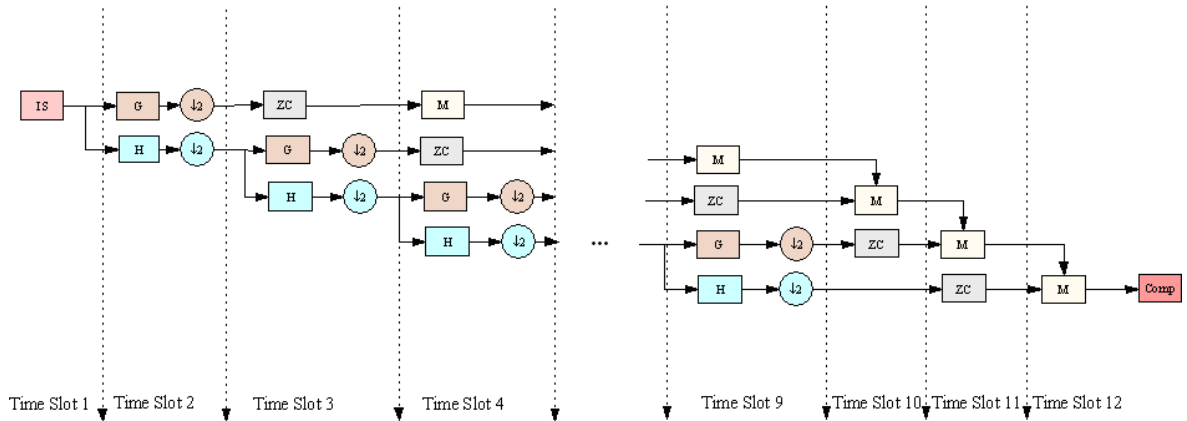 IS G ↓2 ZC M
H ↓2 G ↓2 ZC M
H ↓2 G ↓2 ZC M
H ↓2 ... G ↓2 ZC M
H ↓2 ZC M Comp
Time Slot 1 Time Slot 2 Time Slot 3 Time Slot 4 Time Slot 9 Time Slot 10 Time Slot 11 Time Slot 12